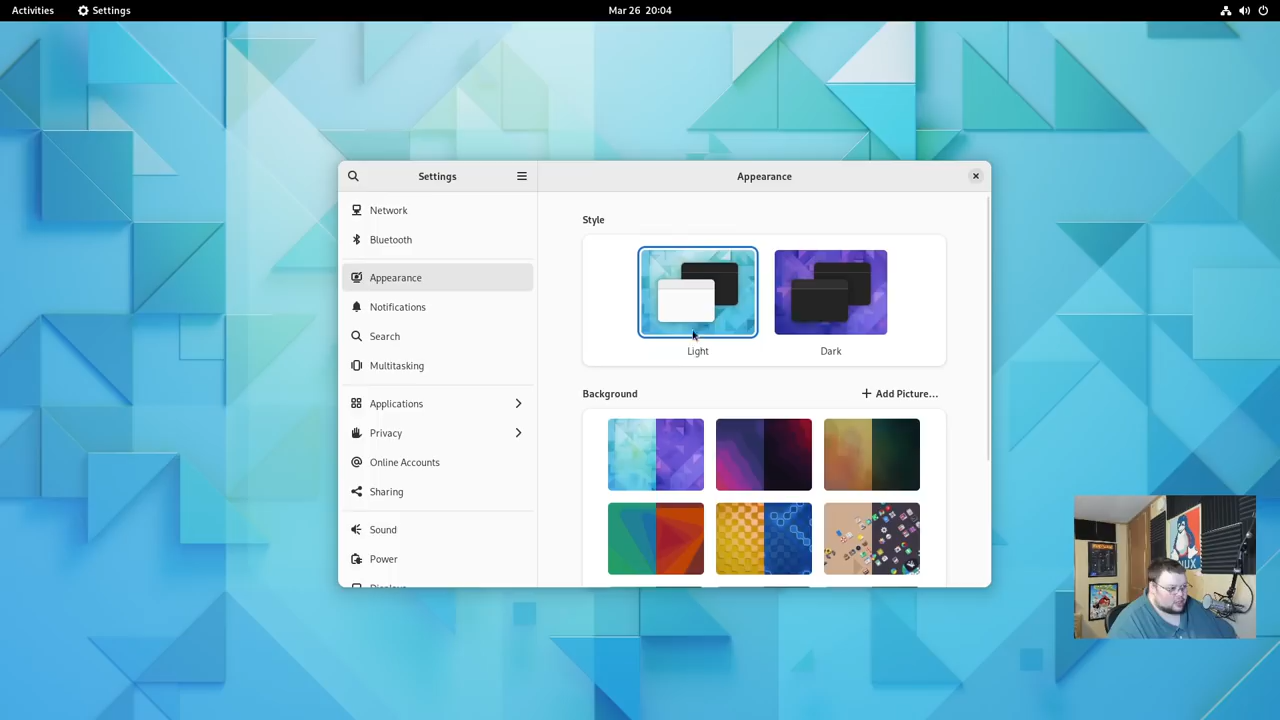 Activities
Settings
Mar 26 20:04
Settings
Appearance
Network
Bluetooth
Appearance
Notifications
Search
Multitasking
Applications
Privacy
Online Accounts
Sharing
Sound
Power
Style
Light
Dark
Background
Add Picture...